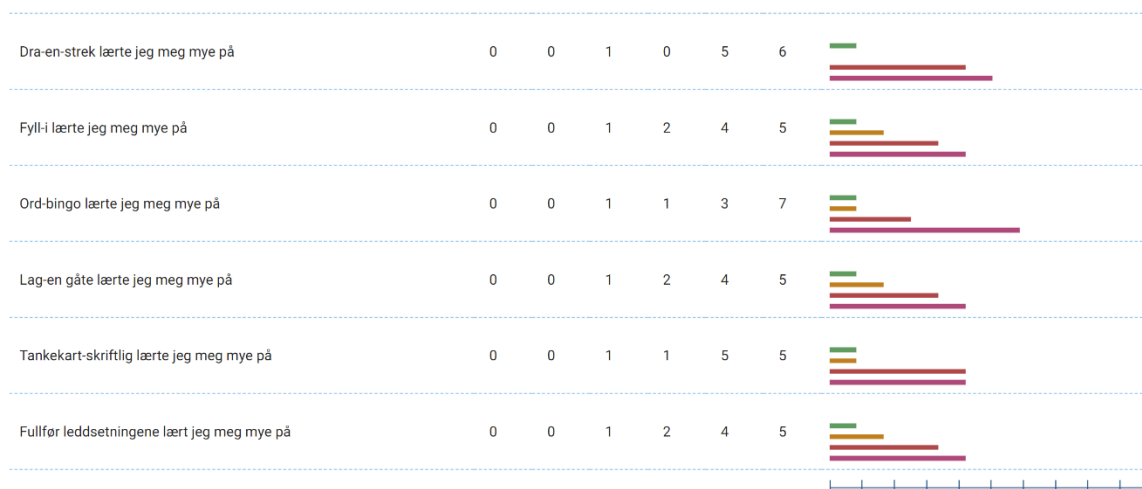 Dra-en-strek lærte jeg meg mye på 0 0 1 0 5 6
Fyll-i lærte jeg meg mye på 0 0 1 2 4 5
Ord-bingo lærte jeg meg mye på 0 0 1 1 3 7
Lag-en gåte lærte jeg meg mye på 0 0 1 2 4 5
Tankekart-skriftlig lærte jeg meg mye på 0 0 1 1 5 5
Fullfør leddsetningene lært jeg meg mye på 0 0 1 2 4 5